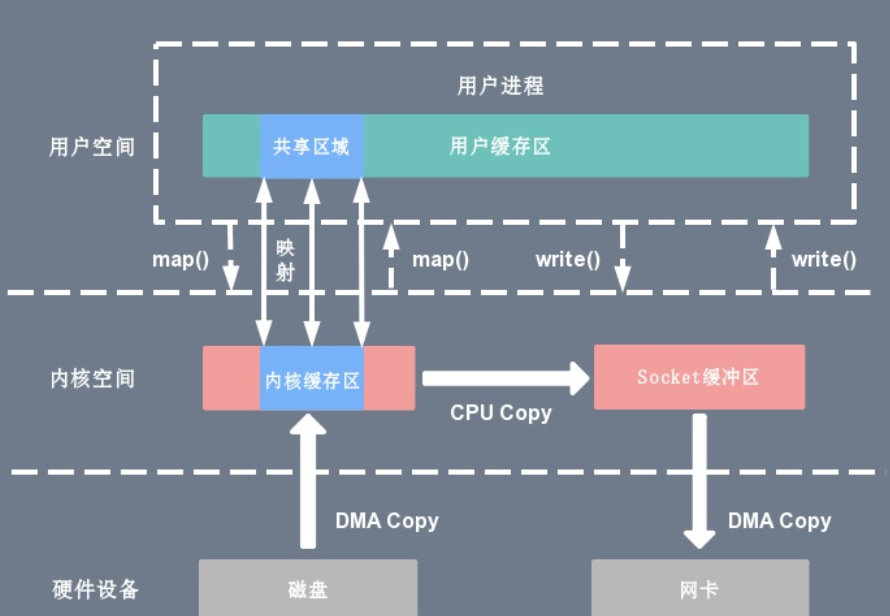 用户进程
用户空间
共享区域
用户缓存区
map()
映
射
map()
write()
write()
内核空间
内核缓存区
CPU Copy
Socket缓冲区
DMA Copy
DMA Copy
硬件设备
磁盘
网卡